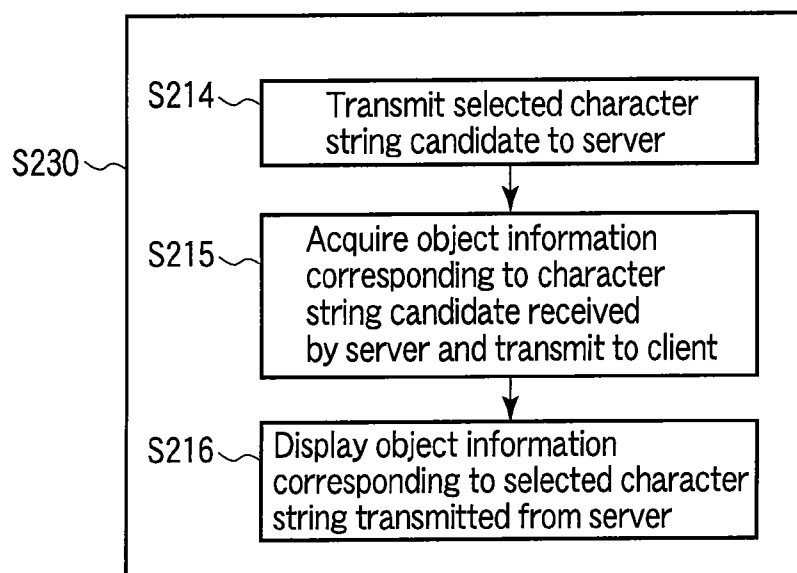 S214
Transmit selected character
string candidate to server
S230
S215
Acquire object information
corresponding to character
string candidate received
by server and transmit to client
S216
Display object information
corresponding to selected character
string transmitted from server